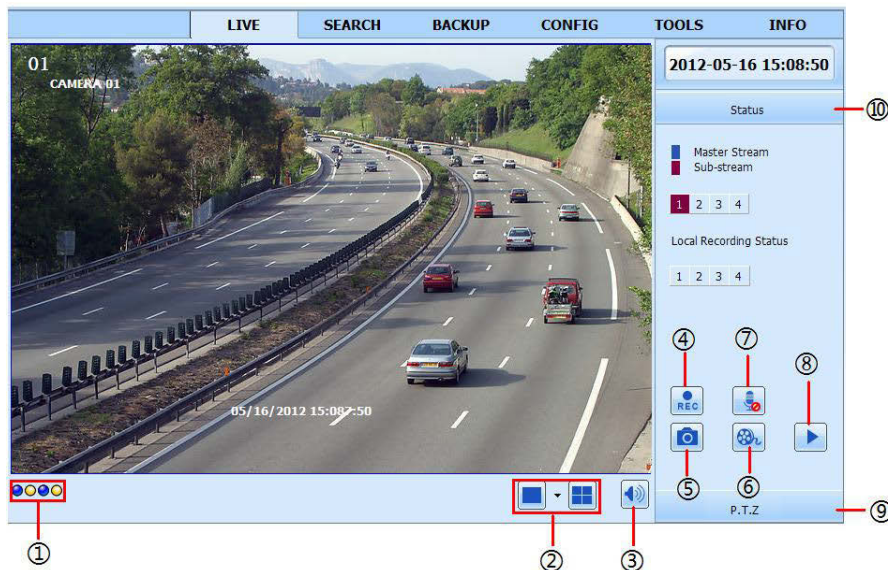 LIVE SEARCH BACKUP CONFIG TOOLS INFO
01
CAMERA 01
2012-05-16 15:08:50
Status
⑩
Master Stream
Sub-stream
1 2 3 4
Local Recording Status
1 2 3 4
④ ⑦
⑧
REC
⑤ ⑥
05/16/2012 15:087:50
P.T.Z
⑨
① ② ③